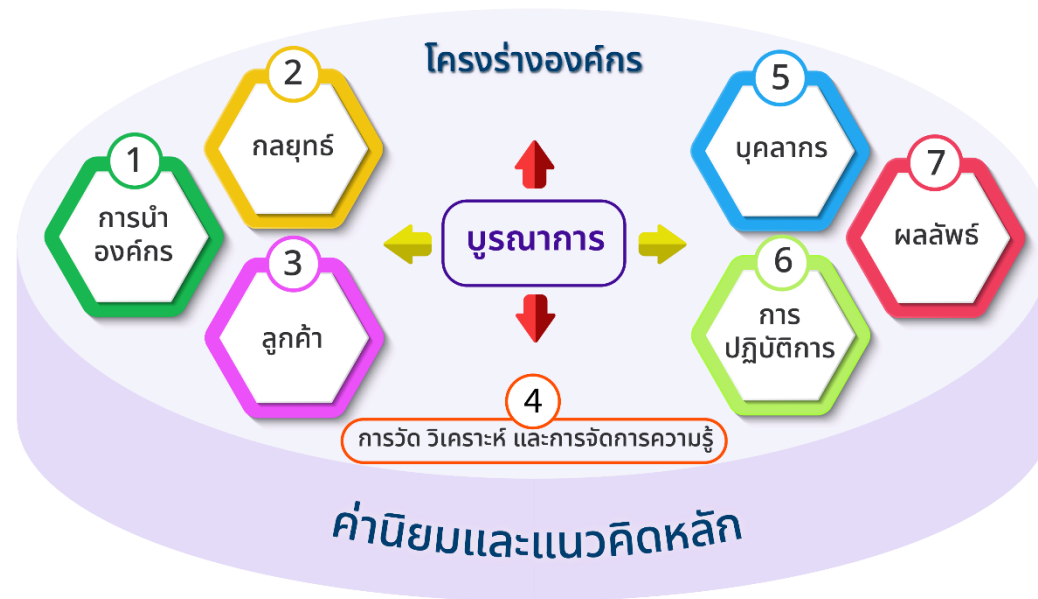 โครงร่างองค์กร
1
การนำ
องค์กร
2
กลยุทธ์
3
ลูกค้า
บูรณาการ
4
การวัด วิเคราะห์ และการจัดการความรู้
5
บุคลากร
6
การ
ปฏิบัติการ
7
ผลลัพธ์
ค่านิยมและแนวคิดหลัก